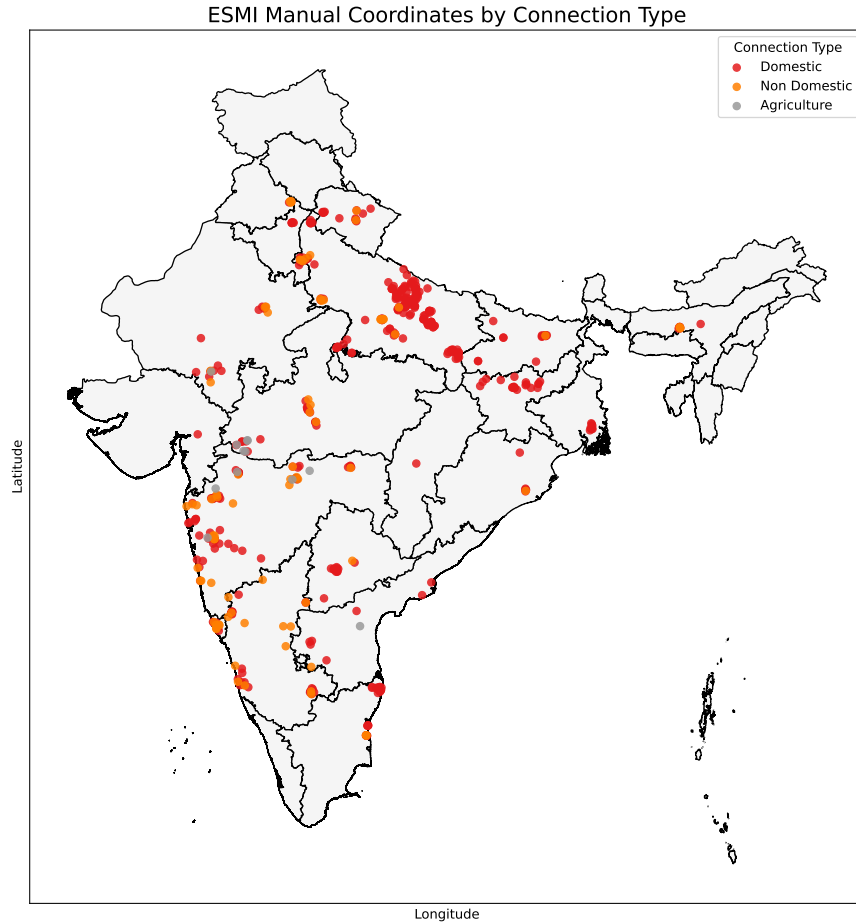 ESMI Manual Coordinates by Connection Type
Connection Type
Domestic
Non Domestic
Agriculture
Latitude
Longitude